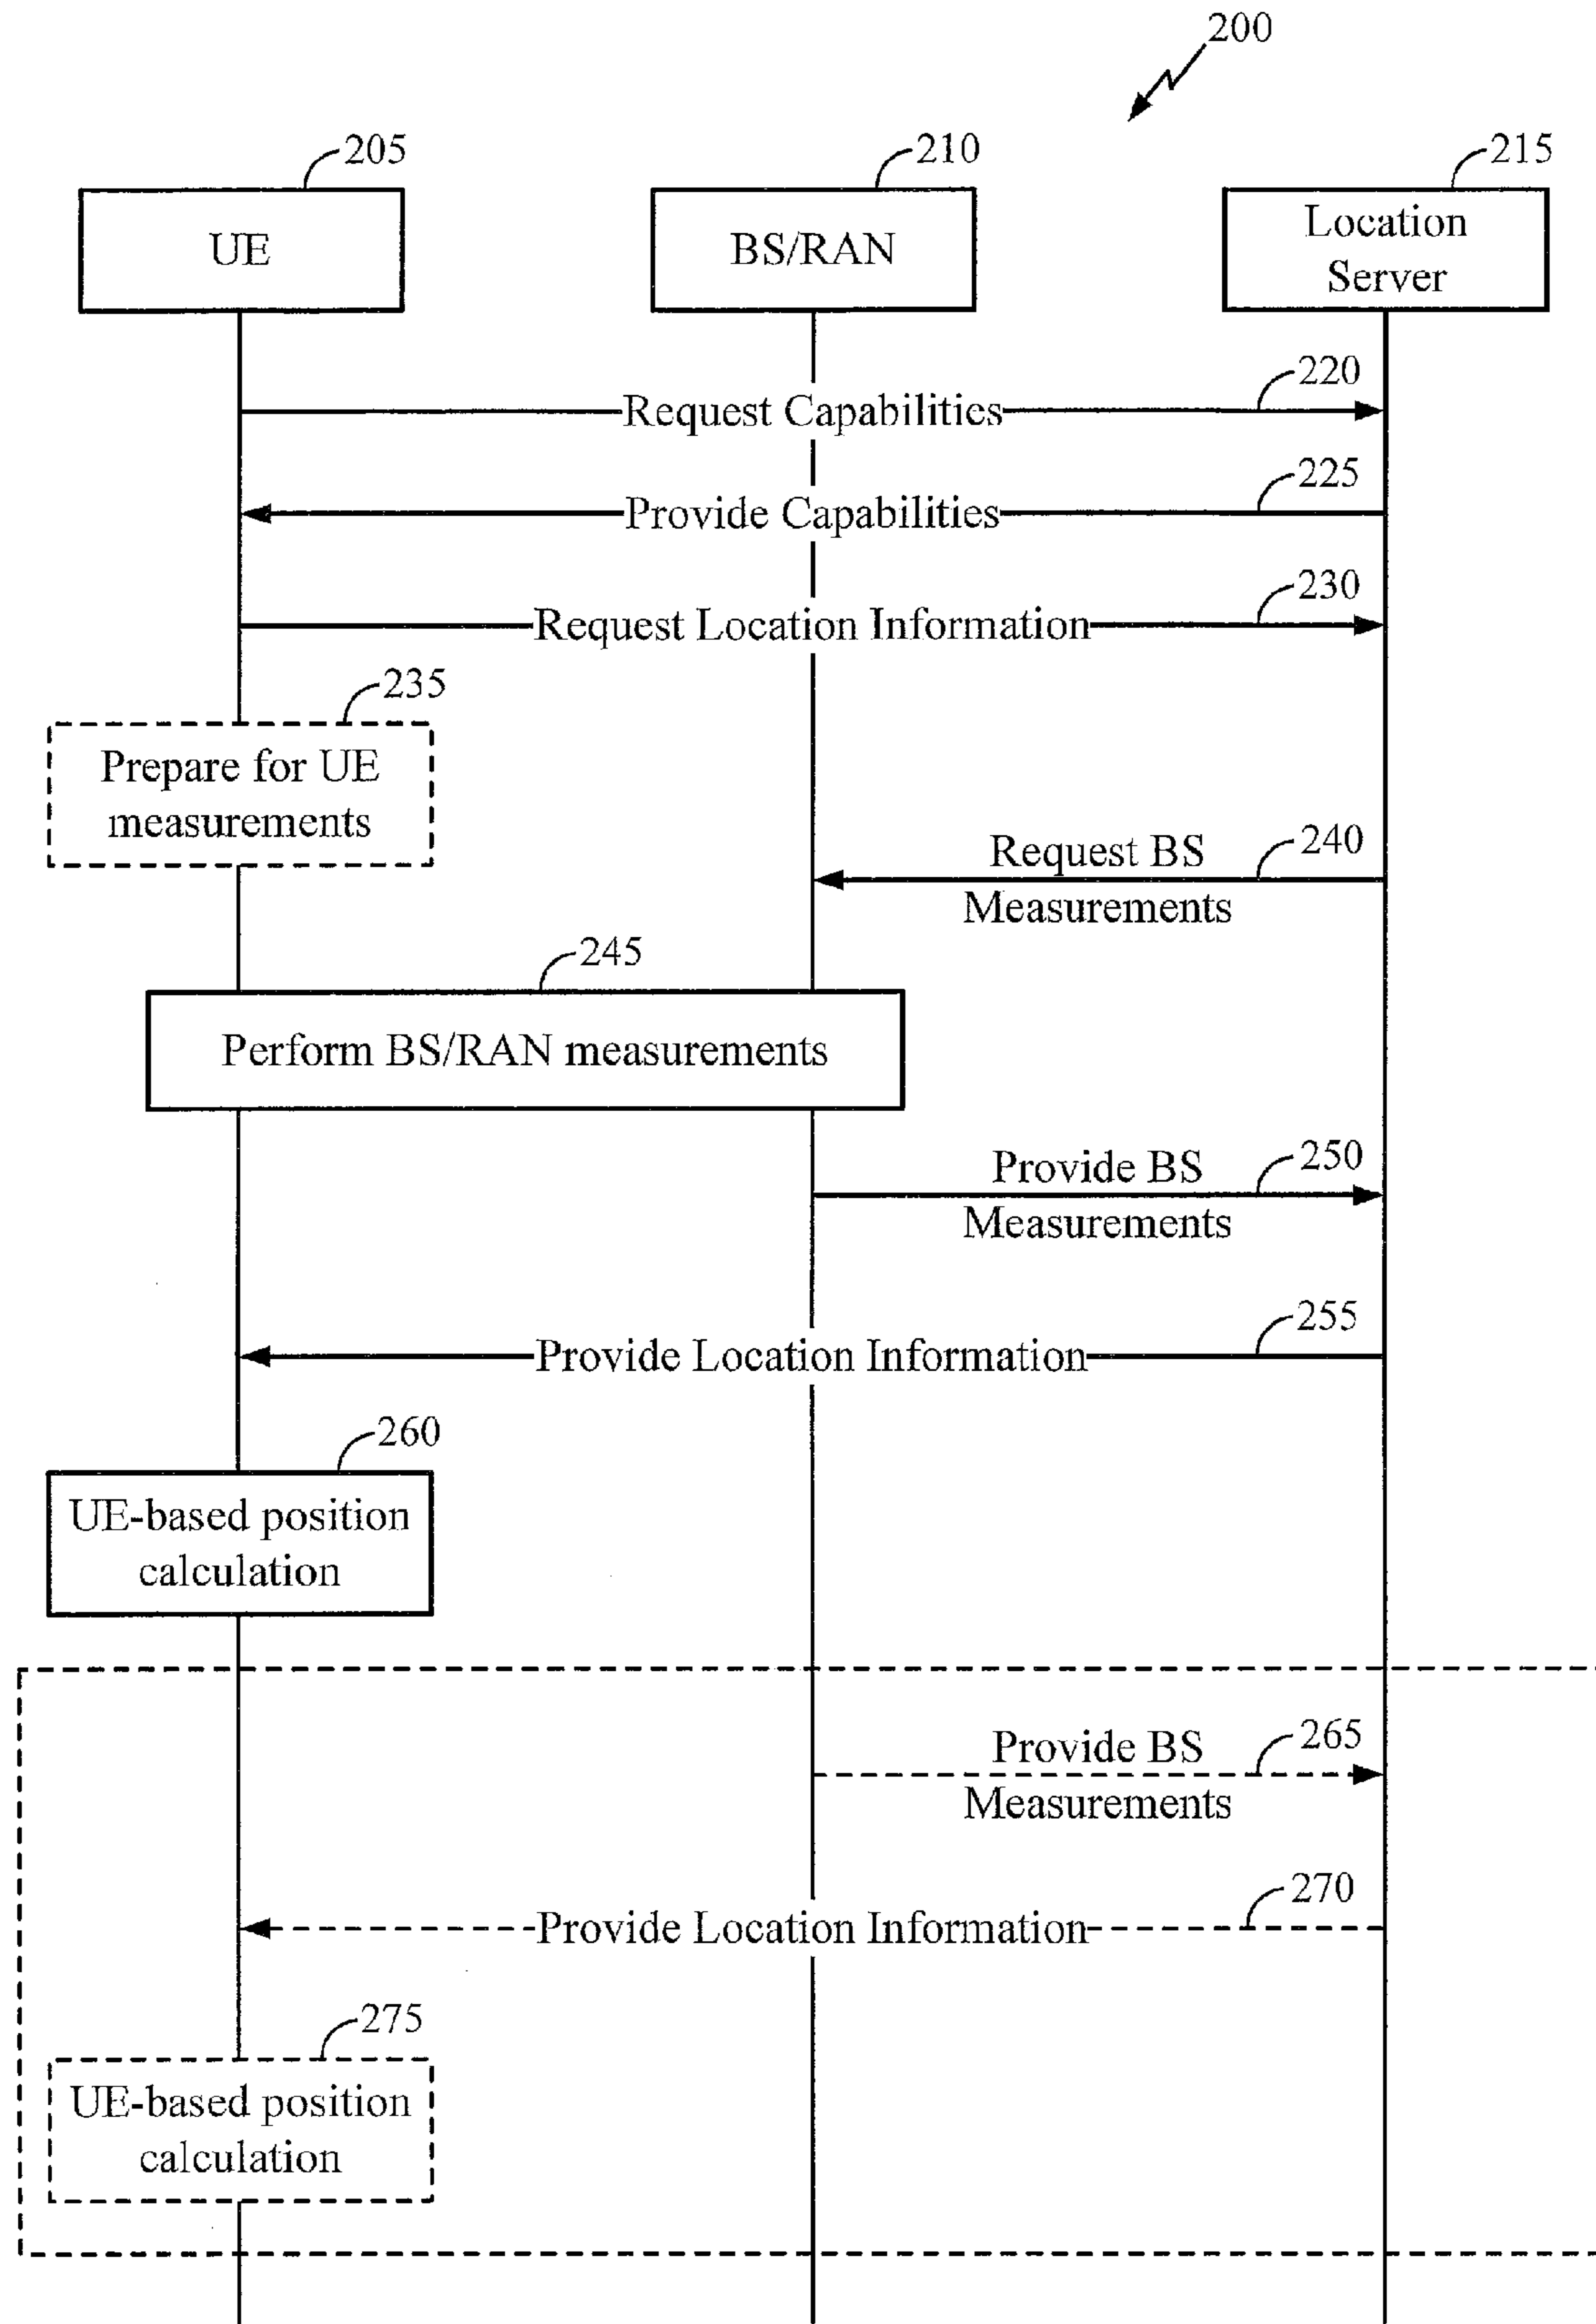 200
205
210
215
UE
BS/RAN
Location
Server
220
Request Capabilities
225
Provide Capabilities
230
Request Location Information
235
Prepare for UE
measurements
Request BS
240
Measurements
245
Perform BS/RAN measurements
Provide BS
250
Measurements
255
Provide Location Information
260
UE-based position
calculation
Provide BS
265
Measurements
270
Provide Location Information
275
UE-based position
calculation